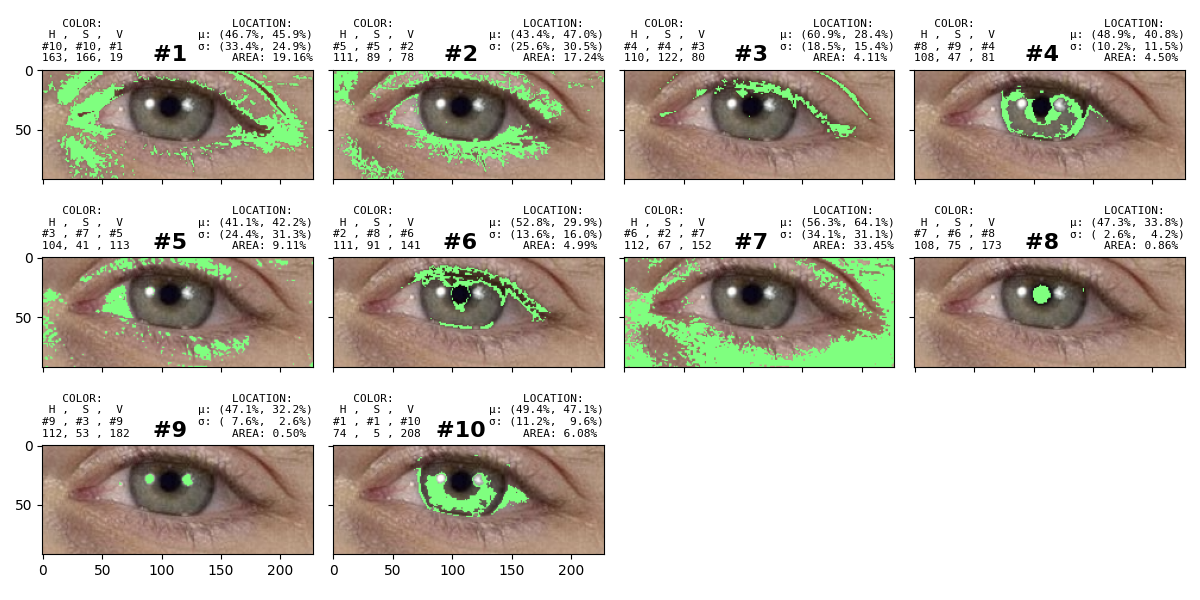 COLOR: LOCATION:
H , S , V μ: (46.7%, 45.9%)
#10, #10, #1 #1 σ: (33.4%, 24.9%)
163, 166, 19 AREA: 19.16%
COLOR: LOCATION:
H , S , V μ: (43.4%, 47.0%)
#5 , #5 , #2 #2 σ: (25.6%, 30.5%)
111, 89 , 78 AREA: 17.24%
COLOR: LOCATION:
H , S , V μ: (60.9%, 28.4%)
#4 , #4 , #3 #3 σ: (18.5%, 15.4%)
110, 122, 80 AREA: 4.11%
COLOR: LOCATION:
H , S , V μ: (48.9%, 40.8%)
#8 , #9 , #4 #4 σ: (10.2%, 11.5%)
108, 47 , 81 AREA: 4.50%
0
50
COLOR: LOCATION:
H , S , V μ: (41.1%, 42.2%)
#3 , #7 , #5 #5 σ: (24.4%, 31.3%)
104, 41 , 113 AREA: 9.11%
COLOR: LOCATION:
H , S , V μ: (52.8%, 29.9%)
#2 , #8 , #6 #6 σ: (13.6%, 16.0%)
111, 91 , 141 AREA: 4.99%
COLOR: LOCATION:
H , S , V μ: (56.3%, 64.1%)
#6 , #2 , #7 #7 σ: (34.1%, 31.1%)
112, 67 , 152 AREA: 33.45%
COLOR: LOCATION:
H , S , V μ: (47.3%, 33.8%)
#7 , #6 , #8 #8 σ: ( 2.6%, 4.2%)
108, 75 , 173 AREA: 0.86%
0
50
COLOR: LOCATION:
H , S , V μ: (47.1%, 32.2%)
#9 , #3 , #9 #9 σ: ( 7.6%, 2.6%)
112, 53 , 182 AREA: 0.50%
COLOR: LOCATION:
H , S , V μ: (49.4%, 47.1%)
#1 , #1 , #10 #10 σ: (11.2%, 9.6%)
74 , 5 , 208 AREA: 6.08%
0
50
0 50 100 150 200
0 50 100 150 200